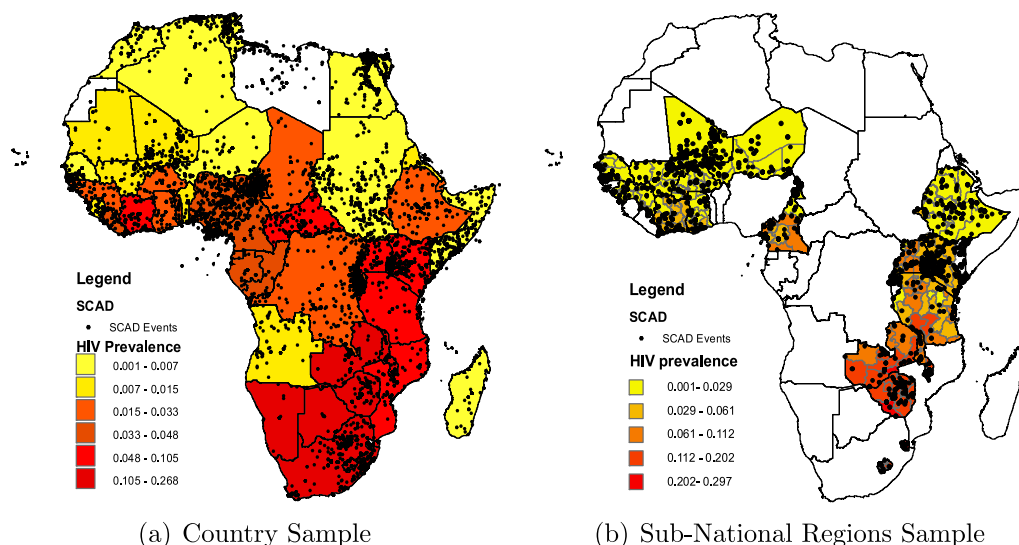 Legend
SCAD
SCAD Events
HIV Prevalence
0.001 - 0.007
0.007 - 0.015
0.015 - 0.033
0.033 - 0.048
0.048 - 0.105
0.105 - 0.268
(a) Country Sample
Legend
SCAD
SCAD Events
HIV prevalence
0.001 - 0.029
0.029 - 0.061
0.061 - 0.112
0.112 - 0.202
0.202- 0.297
(b) Sub-National Regions Sample